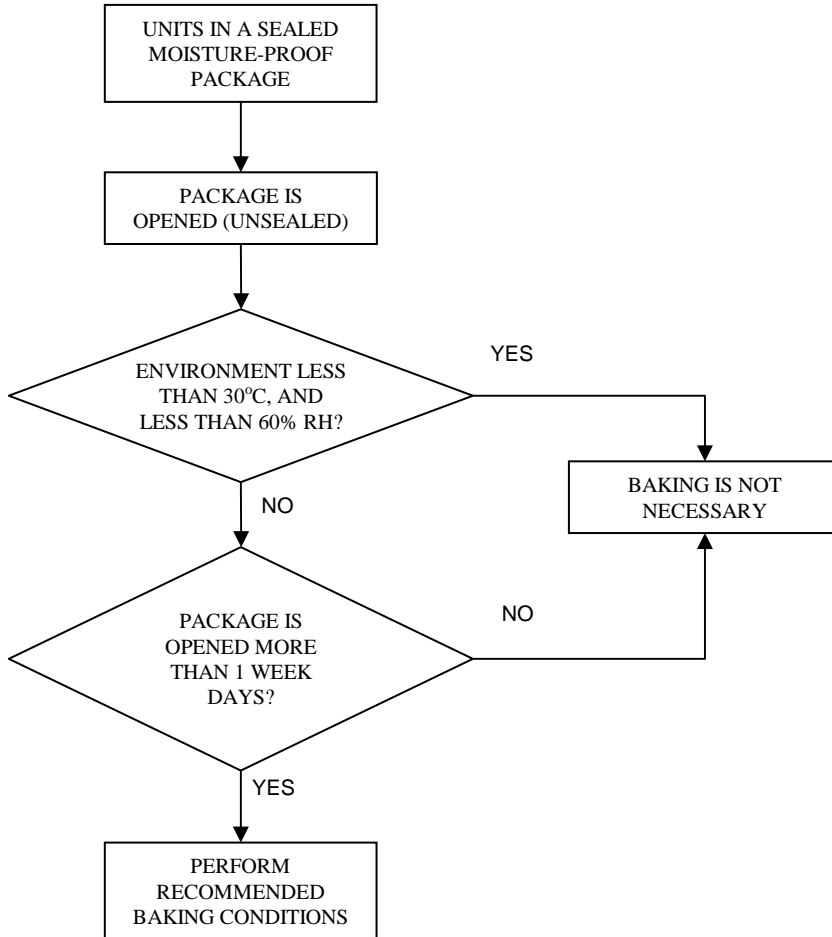 UNITS IN A SEALED
MOISTURE-PROOF
PACKAGE
PACKAGE IS
OPENED (UNSEALED)
ENVIRONMENT LESS
THAN 30°C, AND
LESS THAN 60% RH?
YES
BAKING IS NOT
NECESSARY
NO
PACKAGE IS
OPENED MORE
THAN 1 WEEK
DAYS?
NO
YES
PERFORM
RECOMMENDED
BAKING CONDITIONS